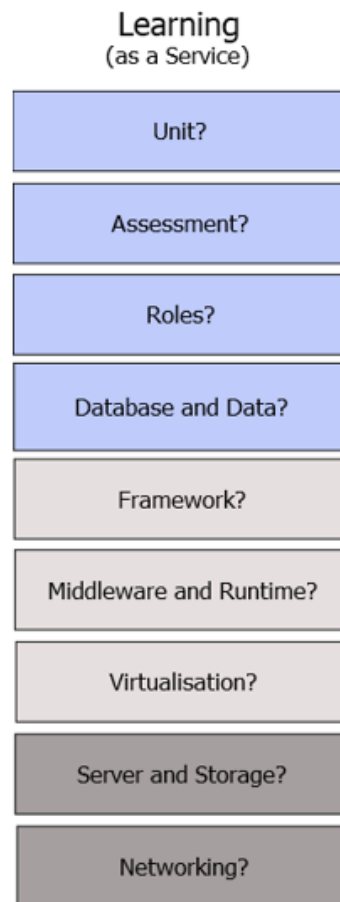 Learning
(as a Service)
Unit?
Assessment?
Roles?
Database and Data?
Framework?
Middleware and Runtime?
Virtualisation?
Server and Storage?
Networking?